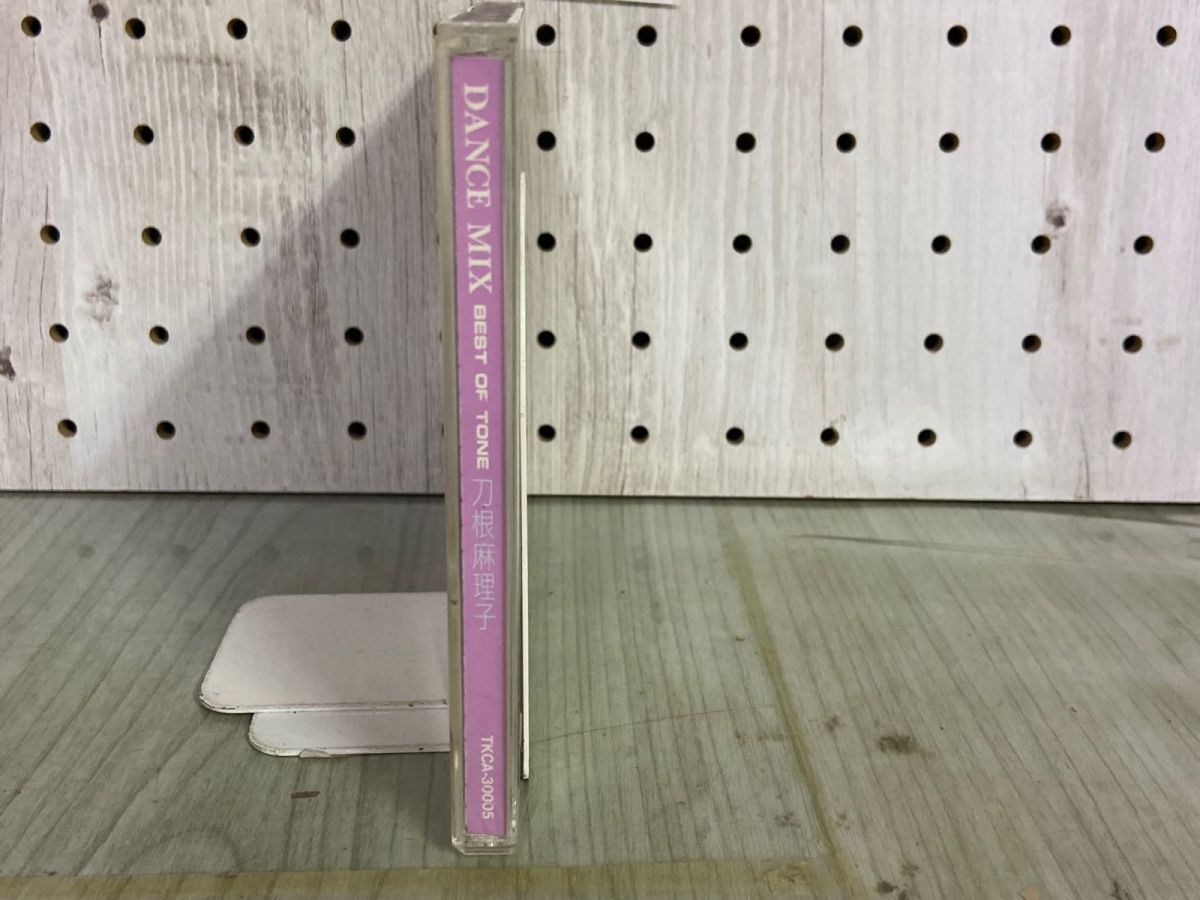 DANCE MIX BEST OF TONE 刀根麻理子 TKCA-30005